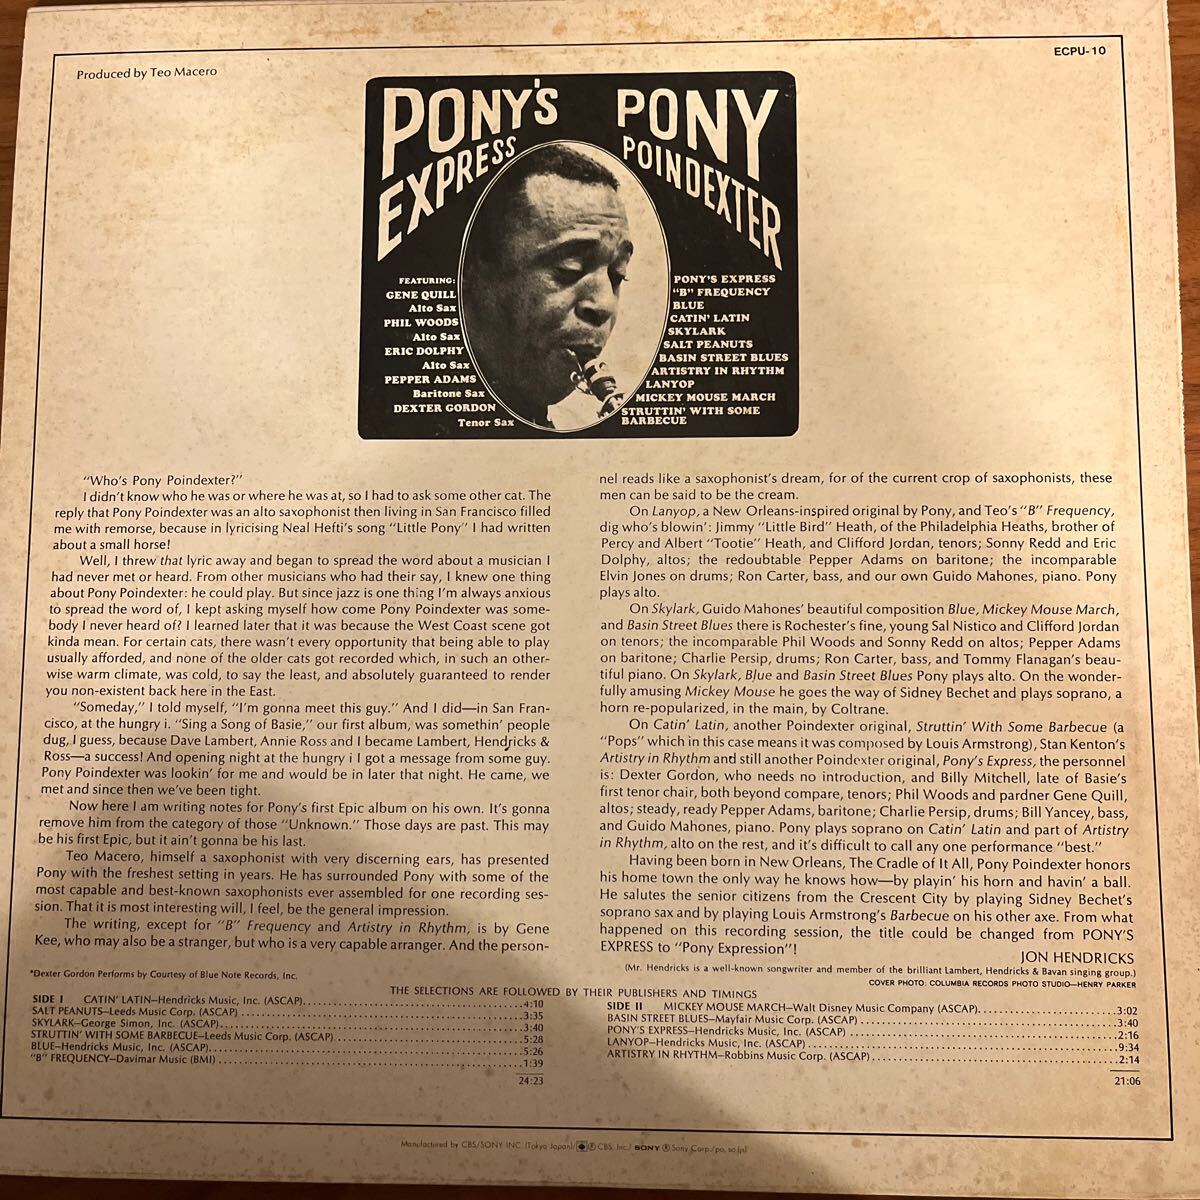 ECPU-10
Produced by Teo Macero
PONY'S EXPRESS
PONY POINDEXTER
FEATURING:
GENE QUILL
Alto Sax
PHIL WOODS
Alto Sax
ERIC DOLPHY
Alto Sax
PEPPER ADAMS
Baritone Sax
DEXTER GORDON
Tenor Sax
PONY'S EXPRESS
"B" FREQUENCY
BLUE
CATIN' LATIN
SKYLARK
SALT PEANUTS
BASIN STREET BLUES
ARTISTRY IN RHYTHM
LANYOP
MICKEY MOUSE MARCH
STRUTTIN' WITH SOME
BARBECUE
"Who's Pony Poindexter?"
I didn't know who he was or where he was at, so I had to ask some other cat. The
reply that Pony Poindexter was an alto saxophonist then living in San Francisco filled
me with remorse, because in lyricising Neal Hefti's song "Little Pony" I had written
about a small horse!
Well, I threw that lyric away and began to spread the word about a musician I
had never met or heard. From other musicians who had their say, I knew one thing
about Pony Poindexter: he could play. But since jazz is one thing I'm always anxious
to spread the word of, I kept asking myself how come Pony Poindexter was some-
body I never heard of? I learned later that it was because the West Coast scene got
kinda mean. For certain cats, there wasn't every opportunity that being able to play
usually afforded, and none of the older cats got recorded which, in such an other-
wise warm climate, was cold, to say the least, and absolutely guaranteed to render
you non-existent back here in the East.
"Someday," I told myself, "I'm gonna meet this guy." And I did—in San Fran-
cisco, at the hungry i. "Sing a Song of Basie," our first album, was somethin' people
dug, I guess, because Dave Lambert, Annie Ross and I became Lambert, Hendricks &
Ross—a success! And opening night at the hungry i I got a message from some guy.
Pony Poindexter was lookin' for me and would be in later that night. He came, we
met and since then we've been tight.
Now here I am writing notes for Pony's first Epic album on his own. It's gonna
remove him from the category of those "Unknown." Those days are past. This may
be his first Epic, but it ain't gonna be his last.
Teo Macero, himself a saxophonist with very discerning ears, has presented
Pony with the freshest setting in years. He has surrounded Pony with some of the
most capable and best-known saxophonists ever assembled for one recording ses-
sion. That it is most interesting will, I feel, be the general impression.
The writing, except for "B" Frequency and Artistry in Rhythm, is by Gene
Kee, who may also be a stranger, but who is a very capable arranger. And the person-
nel reads like a saxophonist's dream, for of the current crop of saxophonists, these
men can be said to be the cream.
On Lanyop, a New Orleans-inspired original by Pony, and Teo's "B" Frequency,
dig who's blowin': Jimmy "Little Bird" Heath, of the Philadelphia Heaths, brother of
Percy and Albert "Tootie" Heath, and Clifford Jordan, tenors; Sonny Redd and Eric
Dolphy, altos; the redoubtable Pepper Adams on baritone; the incomparable
Elvin Jones on drums; Ron Carter, bass, and our own Guido Mahones, piano. Pony
plays alto.
On Skylark, Guido Mahones' beautiful composition Blue, Mickey Mouse March,
and Basin Street Blues there is Rochester's fine, young Sal Nistico and Clifford Jordan
on tenors; the incomparable Phil Woods and Sonny Redd on altos; Pepper Adams
on baritone; Charlie Persip, drums; Ron Carter, bass, and Tommy Flanagan's beau-
tiful piano. On Skylark, Blue and Basin Street Blues Pony plays alto. On the wonder-
fully amusing Mickey Mouse he goes the way of Sidney Bechet and plays soprano, a
horn re-popularized, in the main, by Coltrane.
On Catin' Latin, another Poindexter original, Struttin' With Some Barbecue (a
"Pops" which in this case means it was composed by Louis Armstrong), Stan Kenton's
Artistry in Rhythm and still another Poindexter original, Pony's Express, the personnel
is: Dexter Gordon, who needs no introduction, and Billy Mitchell, late of Basie's
first tenor chair, both beyond compare, tenors; Phil Woods and pardner Gene Quill,
altos; steady, ready Pepper Adams, baritone; Charlie Persip, drums; Bill Yancey, bass,
and Guido Mahones, piano. Pony plays soprano on Catin' Latin and part of Artistry
in Rhythm, alto on the rest, and it's difficult to call any one performance "best."
Having been born in New Orleans, The Cradle of It All, Pony Poindexter honors
his home town the only way he knows how—by playin' his horn and havin' a ball.
He salutes the senior citizens from the Crescent City by playing Sidney Bechet's
soprano sax and by playing Louis Armstrong's Barbecue on his other axe. From what
happened on this recording session, the title could be changed from PONY'S
EXPRESS to "Pony Expression"!
JON HENDRICKS
(Mr. Hendricks is a well-known songwriter and member of the brilliant Lambert, Hendricks & Bavan singing group.)
COVER PHOTO: COLUMBIA RECORDS PHOTO STUDIO—HENRY PARKER
*Dexter Gordon Performs by Courtesy of Blue Note Records, Inc.
THE SELECTIONS ARE FOLLOWED BY THEIR PUBLISHERS AND TIMINGS
SIDE I CATIN' LATIN—Hendricks Music, Inc. (ASCAP) 4:10
SALT PEANUTS—Leeds Music Corp. (ASCAP) 3:35
SKYLARK—George Simon, Inc. (ASCAP) 3:40
STRUTTIN' WITH SOME BARBECUE—Leeds Music Corp. (ASCAP) 5:28
BLUE—Hendricks Music, Inc. (ASCAP) 5:26
"B" FREQUENCY—Davimar Music (BMI) 1:39
24:23
SIDE II MICKEY MOUSE MARCH—Walt Disney Music Company (ASCAP) 3:02
BASIN STREET BLUES—Mayfair Music Corp. (ASCAP) 3:40
PONY'S EXPRESS—Hendricks Music, Inc. (ASCAP) 2:16
LANYOP—Hendricks Music, Inc. (ASCAP) 9:34
ARTISTRY IN RHYTHM—Robbins Music Corp. (ASCAP) 2:14
21:06
Manufactured by CBS/SONY INC. (Tokyo Japan)/ ℗ CBS, Inc./ SONY ® Sony Corp./